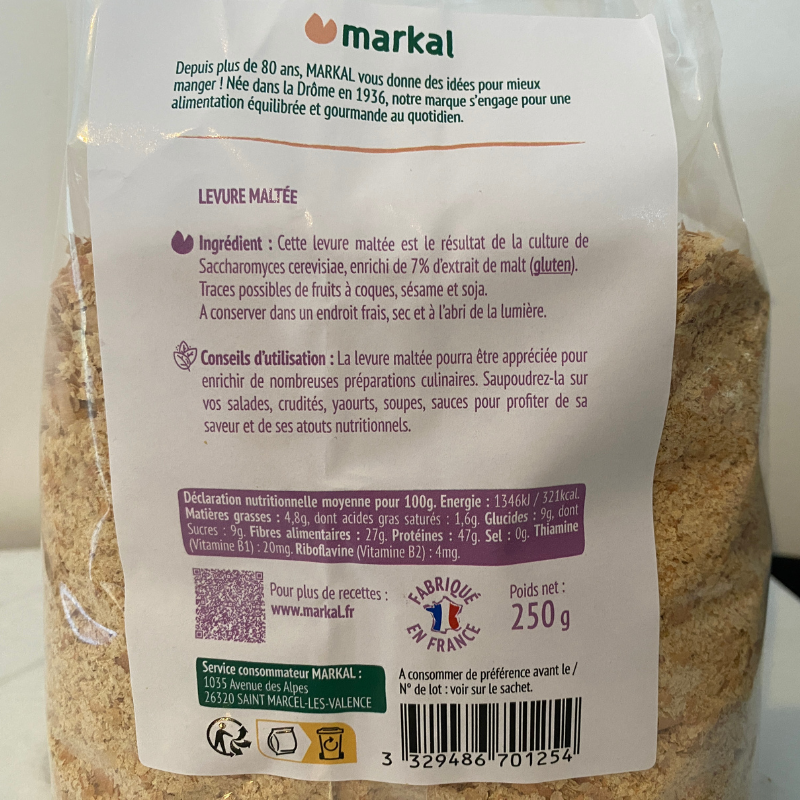 markal
Depuis plus de 80 ans, MARKAL vous donne des idées pour mieux
manger ! Née dans la Drôme en 1936, notre marque s'engage pour une
alimentation équilibrée et gourmande au quotidien.
LEVURE MALTÉE
Ingrédient : Cette levure maltée est le résultat de la culture de
Saccharomyces cerevisiae, enrichi de 7% d'extrait de malt (gluten).
Traces possibles de fruits à coques, sésame et soja.
A conserver dans un endroit frais, sec et à l'abri de la lumière.
Conseils d'utilisation : La levure maltée pourra être appréciée pour
enrichir de nombreuses préparations culinaires. Saupoudrez-la sur
vos salades, crudités, yaourts, soupes, sauces pour profiter de sa
saveur et de ses atouts nutritionnels.
Déclaration nutritionnelle moyenne pour 100g. Energie : 1346kJ / 321kcal.
Matières grasses : 4,8g, dont acides gras saturés : 1,6g. Glucides : 9g, dont
Sucres : 9g. Fibres alimentaires : 27g. Protéines : 47g. Sel : 0g. Thiamine
(Vitamine B1) : 20mg. Riboflavine (Vitamine B2) : 4mg.
Pour plus de recettes :
www.markal.fr
FABRIQUÉ
EN FRANCE
Poids net :
250 g
Service consommateur MARKAL :
1035 Avenue des Alpes
26320 SAINT MARCEL-LES-VALENCE
A consommer de préférence avant le /
N° de lot : voir sur le sachet.
3 329486 701254